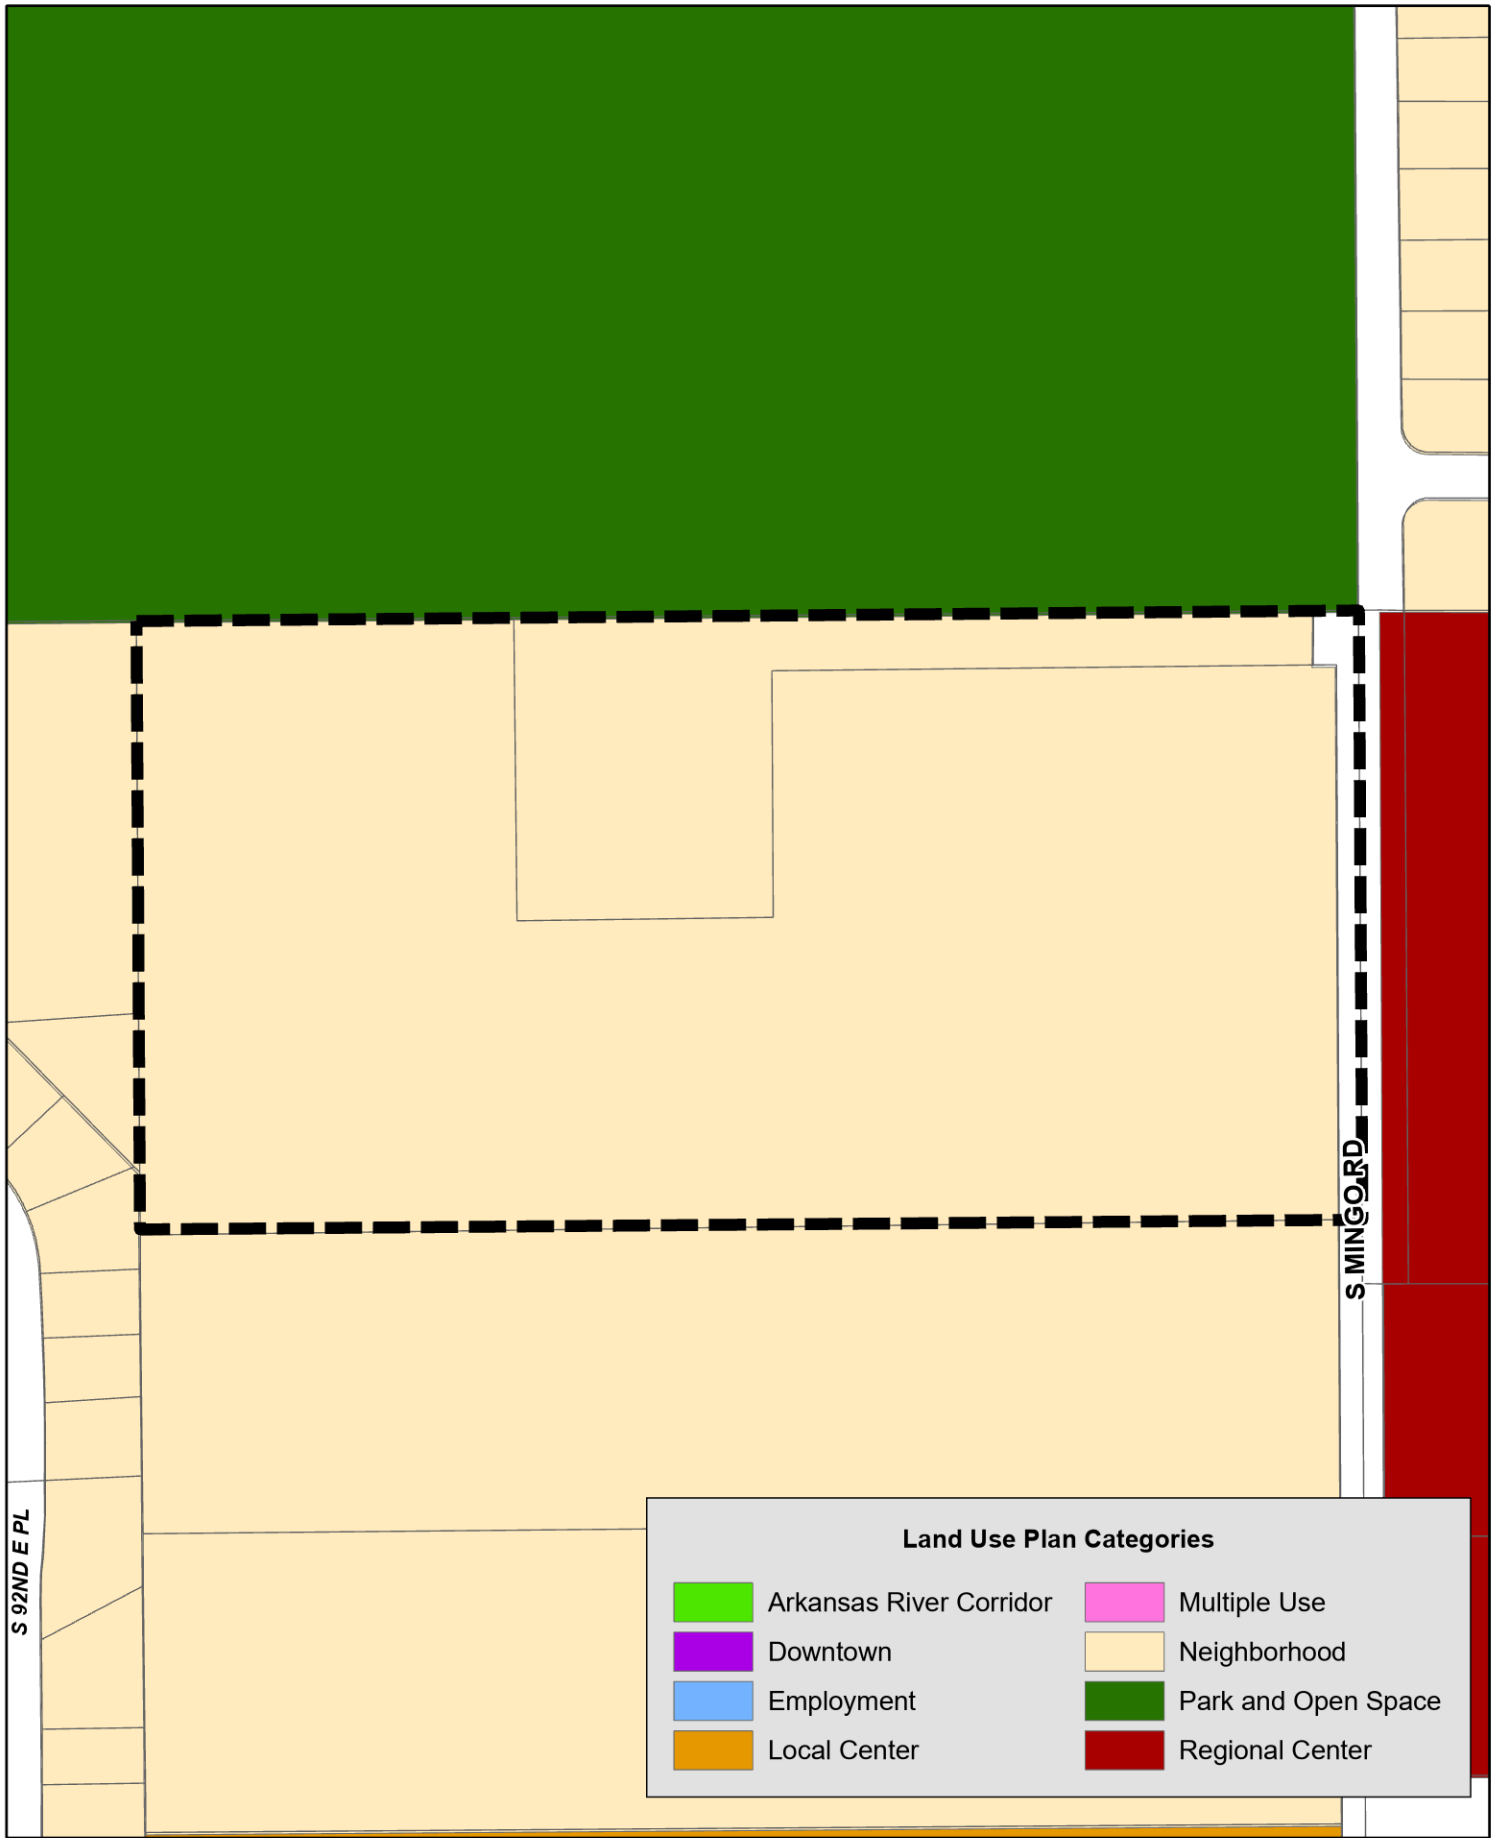 S MINGO RD
S 92ND E PL
Land Use Plan Categories
Arkansas River Corridor
Downtown
Employment
Local Center
Multiple Use
Neighborhood
Park and Open Space
Regional Center